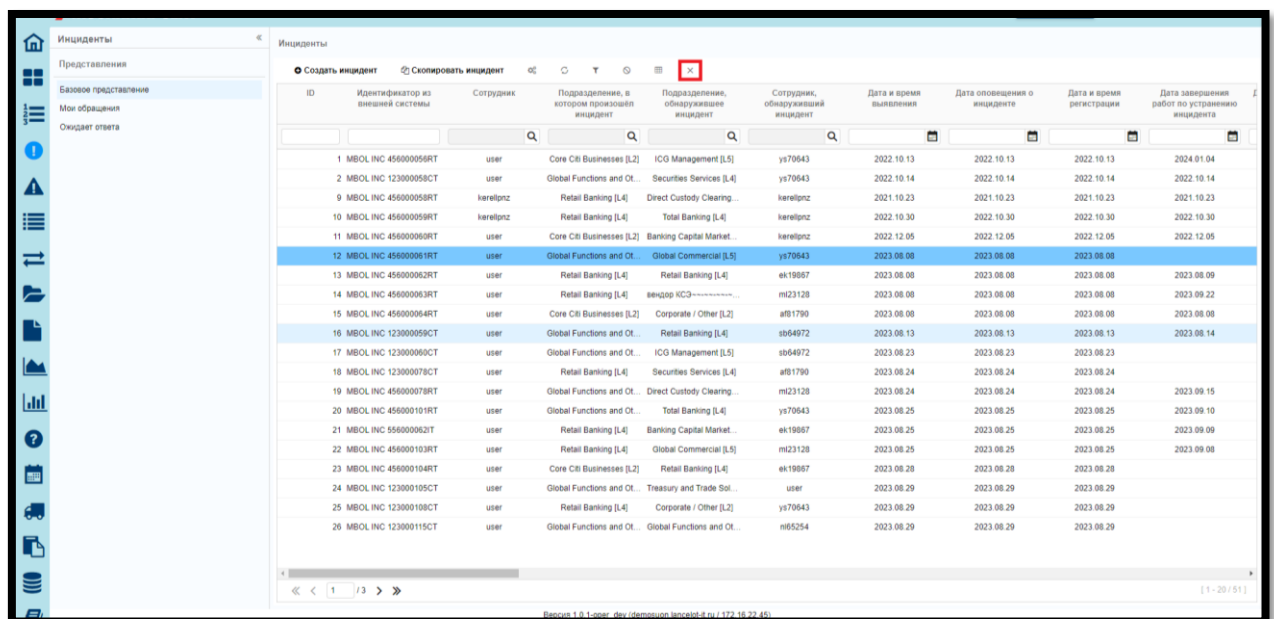 Инциденты «
Инциденты
Представления
Создать инцидент Скопировать инцидент
Базовое представление
Мои обращения
Ожидает ответа
ID Идентификатор из внешней системы Сотрудник Подразделение, в котором произошёл инцидент Подразделение, обнаружившее инцидент Сотрудник, обнаруживший инцидент Дата и время выявления Дата оповещения о инциденте Дата и время регистрации Дата завершения работ по устранению инцидента
1 MBOL INC 456000056RT user Core Citi Businesses [L2] ICG Management [L5] ys70643 2022.10.13 2022.10.13 2022.10.13 2024.01.04
2 MBOL INC 123000058CT user Global Functions and Ot... Securities Services [L4] ys70643 2022.10.14 2022.10.14 2022.10.14 2022.10.14
9 MBOL INC 456000058RT kerellpnz Retail Banking [L4] Direct Custody Clearing... kerellpnz 2021.10.23 2021.10.23 2021.10.23 2021.10.23
10 MBOL INC 456000059RT kerellpnz Retail Banking [L4] Total Banking [L4] kerellpnz 2022.10.30 2022.10.30 2022.10.30 2022.10.30
11 MBOL INC 456000060RT user Core Citi Businesses [L2] Banking Capital Market... kerellpnz 2022.12.05 2022.12.05 2022.12.05 2022.12.05
12 MBOL INC 456000061RT user Global Functions and Ot... Global Commercial [L5] ys70643 2023.08.08 2023.08.08 2023.08.08
13 MBOL INC 456000062RT user Retail Banking [L4] Retail Banking [L4] ek19867 2023.08.08 2023.08.08 2023.08.08 2023.08.09
14 MBOL INC 456000063RT user Retail Banking [L4] вендор КСЭ~~~~~~~~~... ml23128 2023.08.08 2023.08.08 2023.08.08 2023.09.22
15 MBOL INC 456000064RT user Core Citi Businesses [L2] Corporate / Other [L2] af81790 2023.08.08 2023.08.08 2023.08.08 2023.08.08
16 MBOL INC 123000059CT user Global Functions and Ot... Retail Banking [L4] sb64972 2023.08.13 2023.08.13 2023.08.13 2023.08.14
17 MBOL INC 123000060CT user Global Functions and Ot... ICG Management [L5] sb64972 2023.08.23 2023.08.23 2023.08.23
18 MBOL INC 123000078CT user Retail Banking [L4] Securities Services [L4] af81790 2023.08.24 2023.08.24 2023.08.24
19 MBOL INC 456000078RT user Global Functions and Ot... Direct Custody Clearing... ml23128 2023.08.24 2023.08.24 2023.08.24 2023.09.15
20 MBOL INC 456000101RT user Global Functions and Ot... Total Banking [L4] ys70643 2023.08.25 2023.08.25 2023.08.25 2023.09.10
21 MBOL INC 556000062IT user Retail Banking [L4] Banking Capital Market... ek19867 2023.08.25 2023.08.25 2023.08.25 2023.09.09
22 MBOL INC 456000103RT user Retail Banking [L4] Global Commercial [L5] ml23128 2023.08.25 2023.08.25 2023.08.25 2023.09.08
23 MBOL INC 456000104RT user Core Citi Businesses [L2] Retail Banking [L4] ek19867 2023.08.28 2023.08.28 2023.08.28
24 MBOL INC 123000105CT user Global Functions and Ot... Treasury and Trade Sol... user 2023.08.29 2023.08.29 2023.08.29
25 MBOL INC 123000108CT user Retail Banking [L4] Corporate / Other [L2] ys70643 2023.08.29 2023.08.29 2023.08.29
26 MBOL INC 123000115CT user Global Functions and Ot... Global Functions and Ot... nl65254 2023.08.29 2023.08.29 2023.08.29
1 / 3 [ 1 - 20 / 51 ]
Версия 1.0.1-oper_dev (demosuon.lancelot-it.ru / 172.16.22.45)